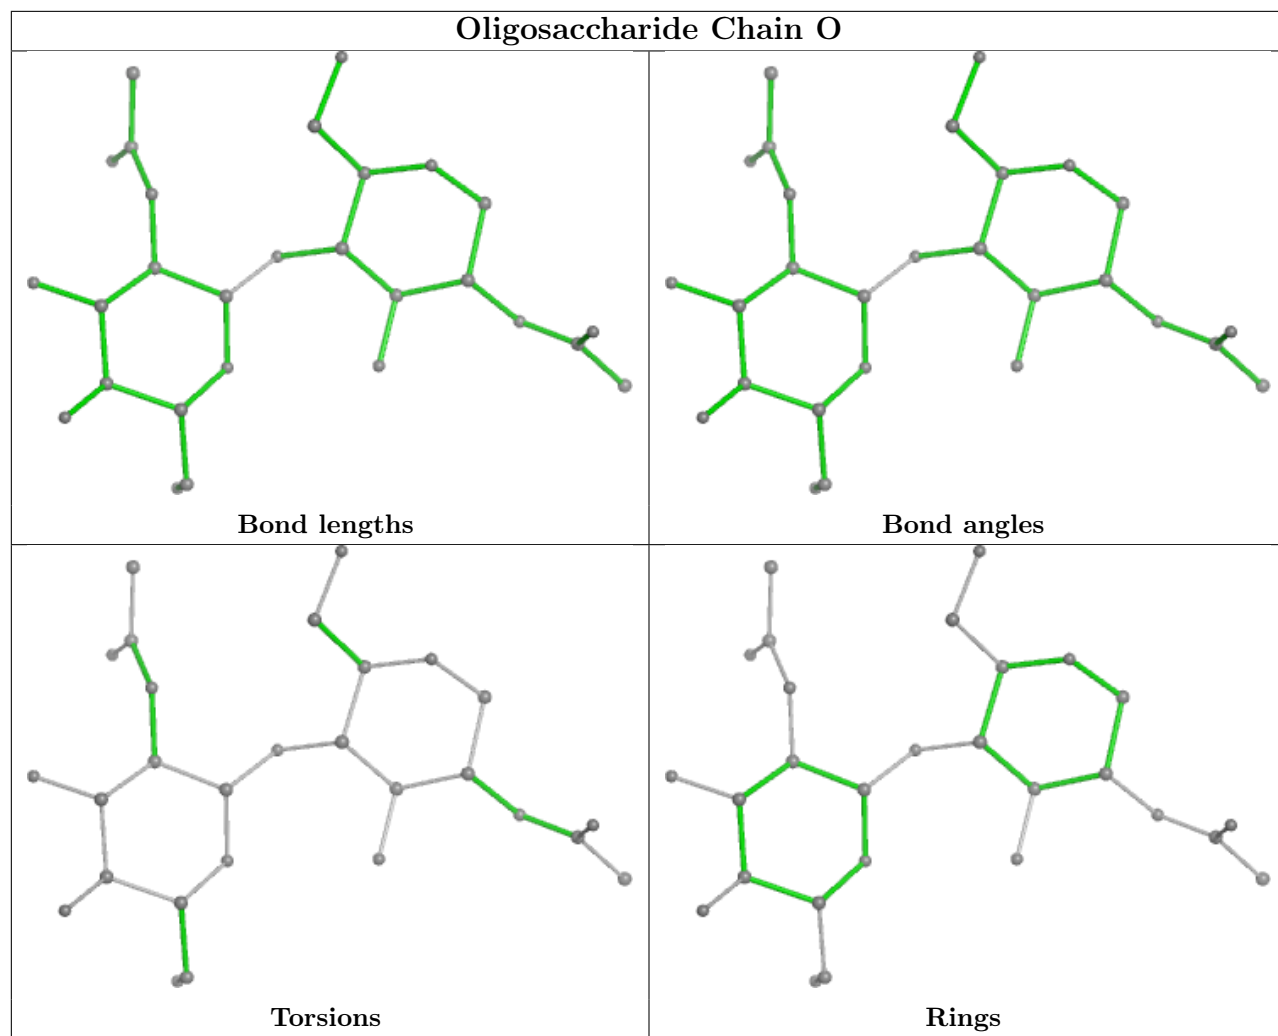 Oligosaccharide Chain O
Bond lengths
Bond angles
Torsions
Rings